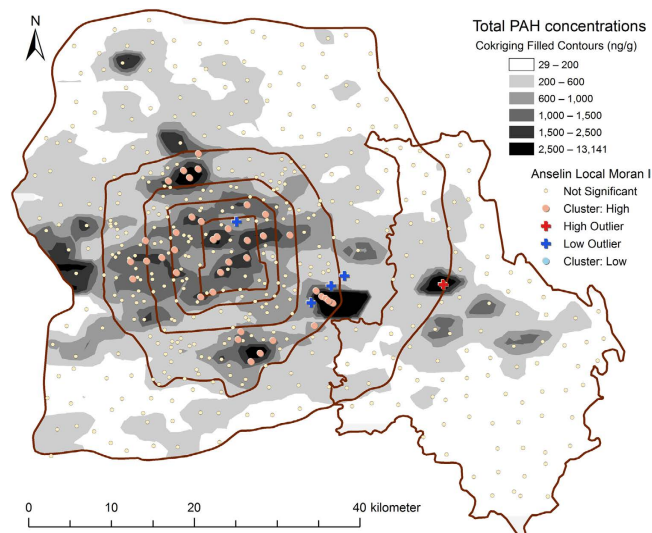 N
Total PAH concentrations
Cokriging Filled Contours (ng/g)
29 – 200
200 – 600
600 – 1,000
1,000 – 1,500
1,500 – 2,500
2,500 – 13,141
Anselin Local Moran I
Not Significant
Cluster: High
High Outlier
Low Outlier
Cluster: Low
0 10 20 40 kilometer